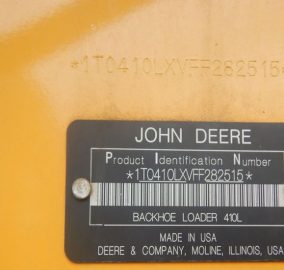 *1T0410LXVFF282515*
JOHN DEERE
Product Identification Number
*1T0410LXVFF282515*
BACKHOE LOADER 410L
MADE IN USA
DEERE & COMPANY, MOLINE, ILLINOIS, USA